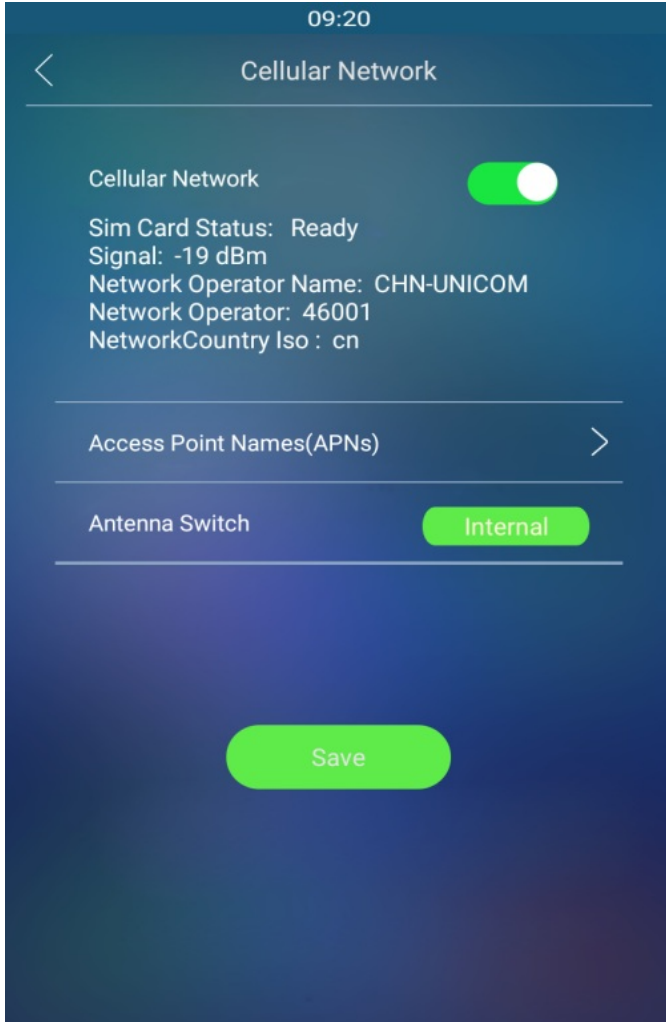 09:20
Cellular Network
Cellular Network
Sim Card Status: Ready
Signal: -19 dBm
Network Operator Name: CHN-UNICOM
Network Operator: 46001
NetworkCountry Iso : cn
Access Point Names(APNs)
Antenna Switch Internal
Save